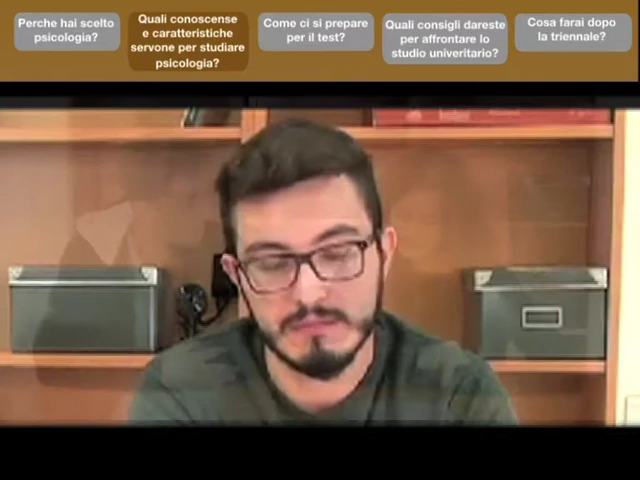 Perche hai scelto
psicologia?
Quali conoscense
e caratteristiche
servone per studiare
psicologia?
Come ci si prepare
per il test?
Quali consigli dareste
per affrontare lo
studio univeritario?
Cosa farai dopo
la triennale?